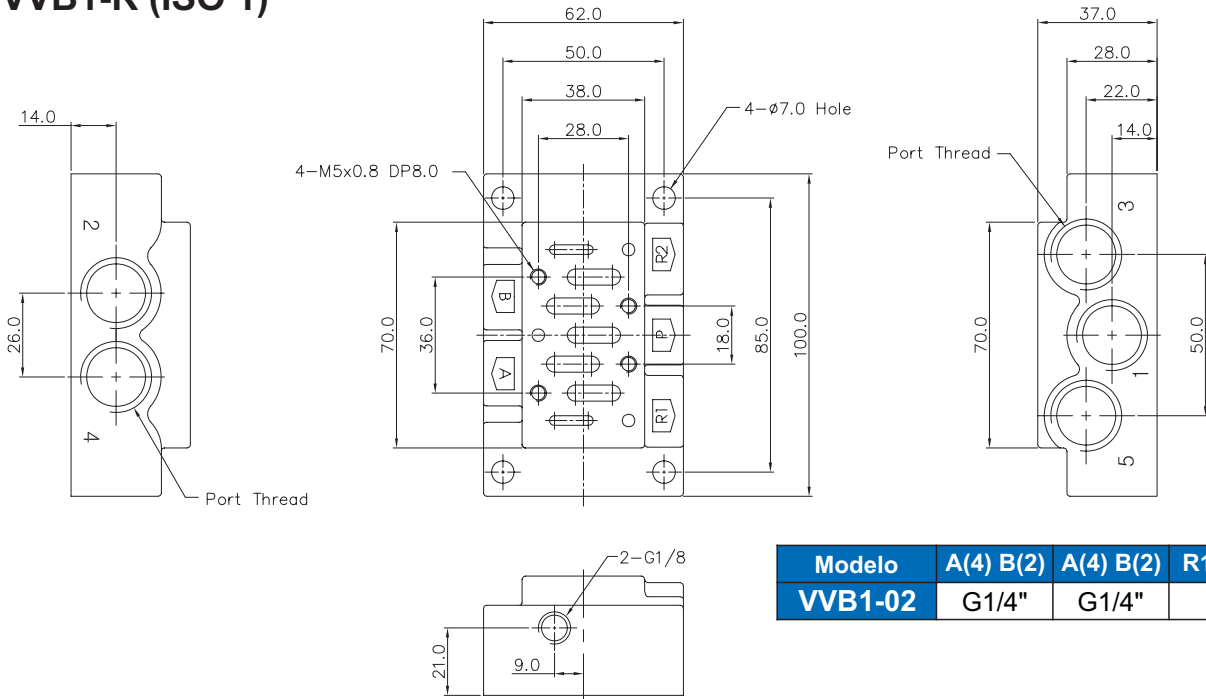 VVB1-R (ISO 1)
62.0
50.0
38.0
28.0
4-ø7.0 Hole
4-M5x0.8 DP8.0
14.0
2
26.0
4
Port Thread
70.0
36.0
B
A
R2
P
R1
18.0
85.0
100.0
37.0
28.0
22.0
14.0
Port Thread
3
70.0
1
50.0
5
2-G1/8
21.0
9.0
Modelo A(4) B(2) A(4) B(2)
VVB1-02 G1/4" G1/4"